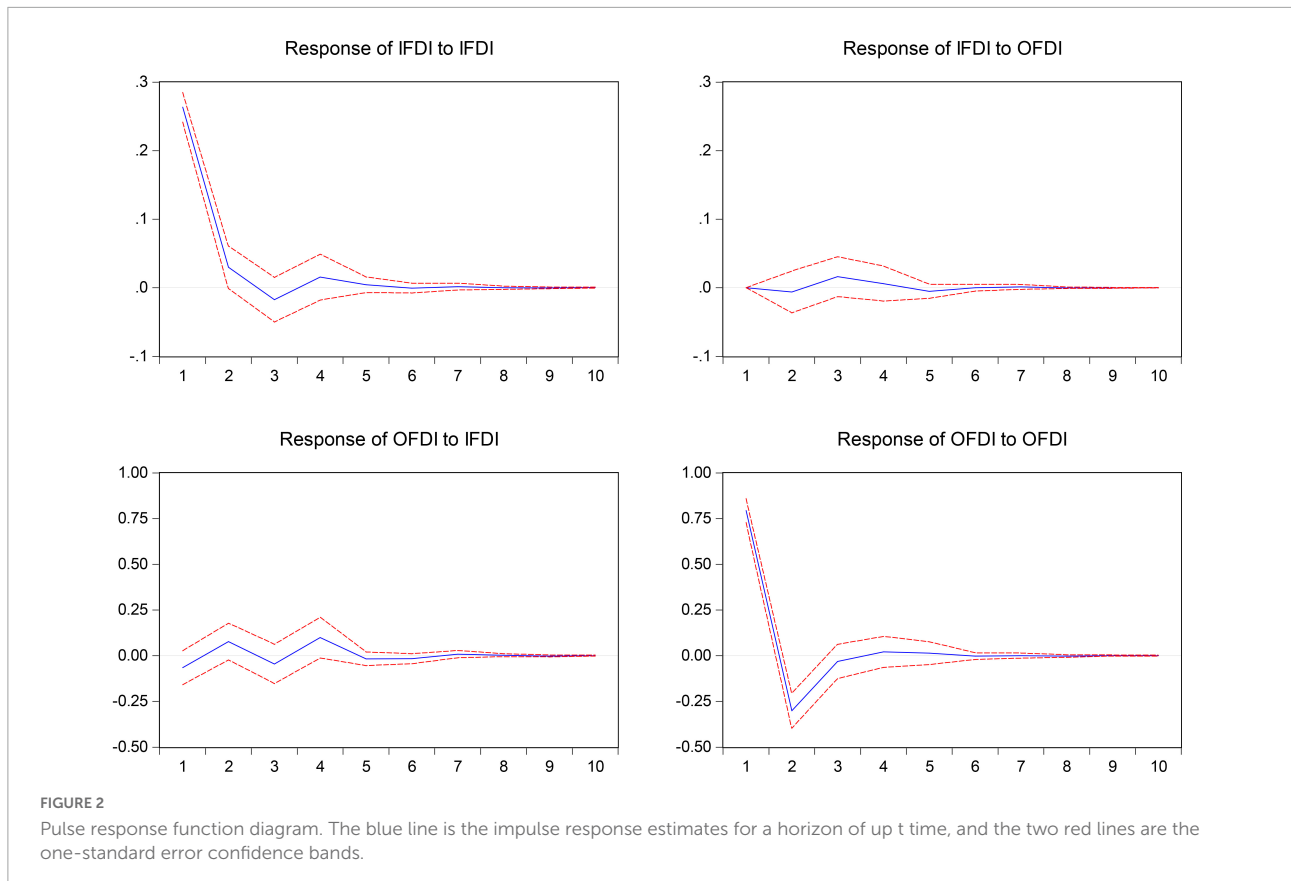 Response of IFDI to IFDI
.3
.2
.1
.0
-.1
1 2 3 4 5 6 7 8 9 10
Response of IFDI to OFDI
.3
.2
.1
.0
-.1
1 2 3 4 5 6 7 8 9 10
Response of OFDI to IFDI
1.00
0.75
0.50
0.25
0.00
-0.25
-0.50
1 2 3 4 5 6 7 8 9 10
Response of OFDI to OFDI
1.00
0.75
0.50
0.25
0.00
-0.25
-0.50
1 2 3 4 5 6 7 8 9 10
FIGURE 2
Pulse response function diagram. The blue line is the impulse response estimates for a horizon of up t time, and the two red lines are the
one-standard error confidence bands.